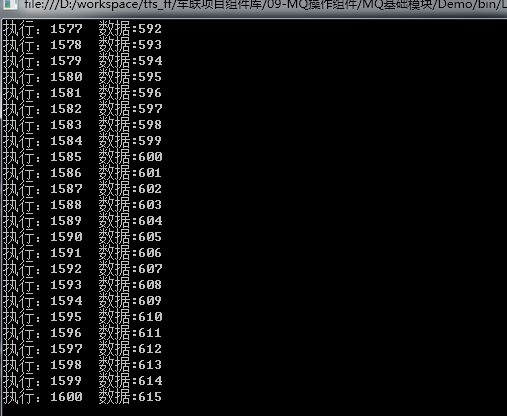 file:///D:/workspace/tfs_ff/车联项目组件库/09-MQ操作组件/MQ基础模块/Demo/bin/D
执行：1577 数据:592
执行：1578 数据:593
执行：1579 数据:594
执行：1580 数据:595
执行：1581 数据:596
执行：1582 数据:597
执行：1583 数据:598
执行：1584 数据:599
执行：1585 数据:600
执行：1586 数据:601
执行：1587 数据:602
执行：1588 数据:603
执行：1589 数据:604
执行：1590 数据:605
执行：1591 数据:606
执行：1592 数据:607
执行：1593 数据:608
执行：1594 数据:609
执行：1595 数据:610
执行：1596 数据:611
执行：1597 数据:612
执行：1598 数据:613
执行：1599 数据:614
执行：1600 数据:615